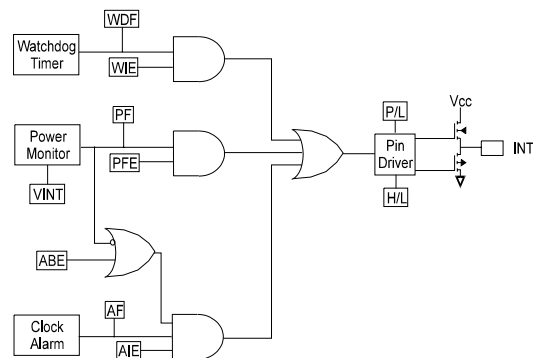 WDF
Watchdog
Timer
WIE
P/L
Vcc
PF
Power
Monitor
PFE
Pin
Driver
INT
VINT
H/L
ABE
AF
Clock
Alarm
AIE